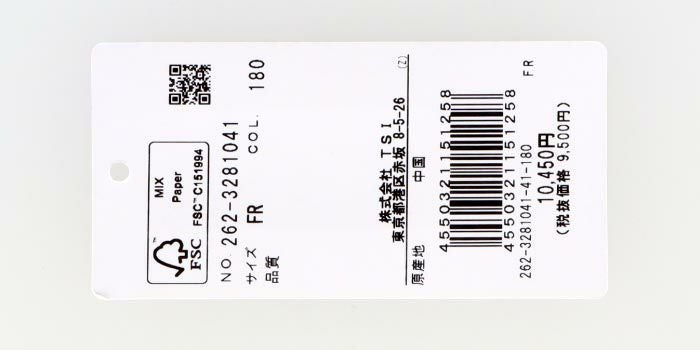 MIX
Paper
FSC™ C151994
FSC
NO. 262-3281041
サイズ FR COL. 180
品質
株式会社 TSI
東京都港区赤坂 8-5-26
(Z)
原産地 中国
4550321151258
4550321151258
262-3281041-41-180
FR
10,450円
(税抜価格 9,500円)